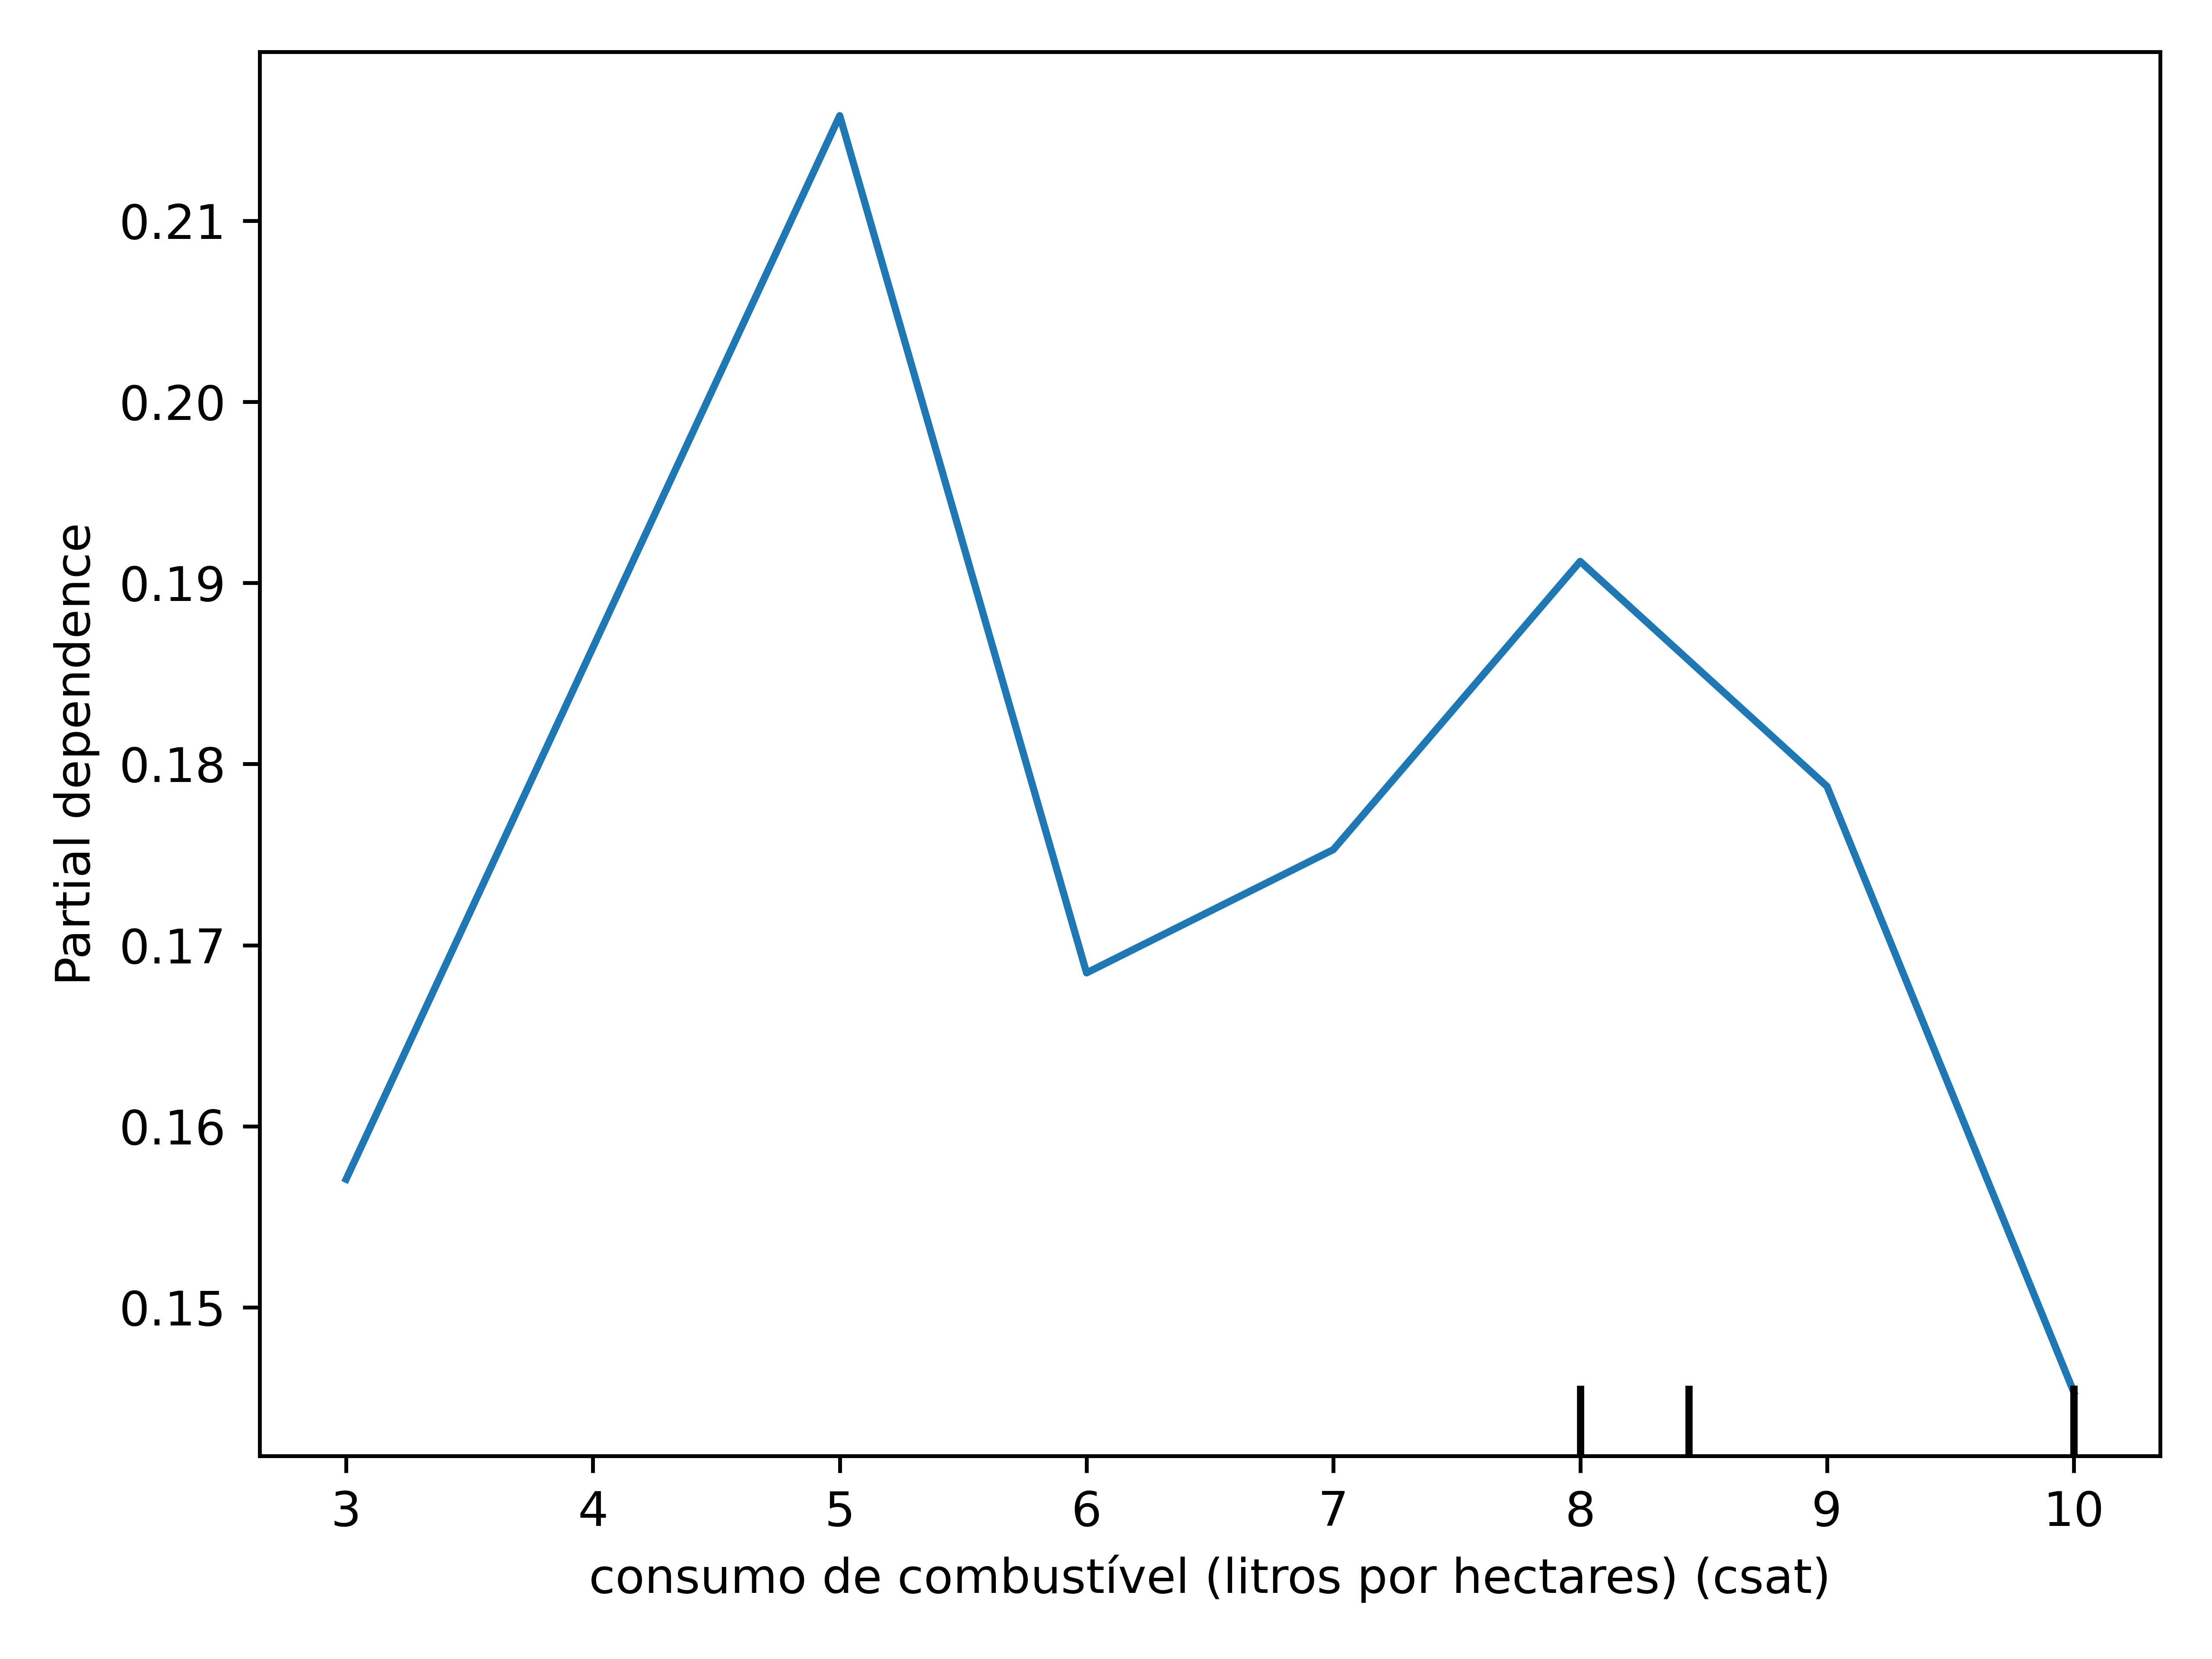 Partial dependence
0.21
0.20
0.19
0.18
0.17
0.16
0.15
3 4 5 6 7 8 9 10
consumo de combustível (litros por hectares) (csat)